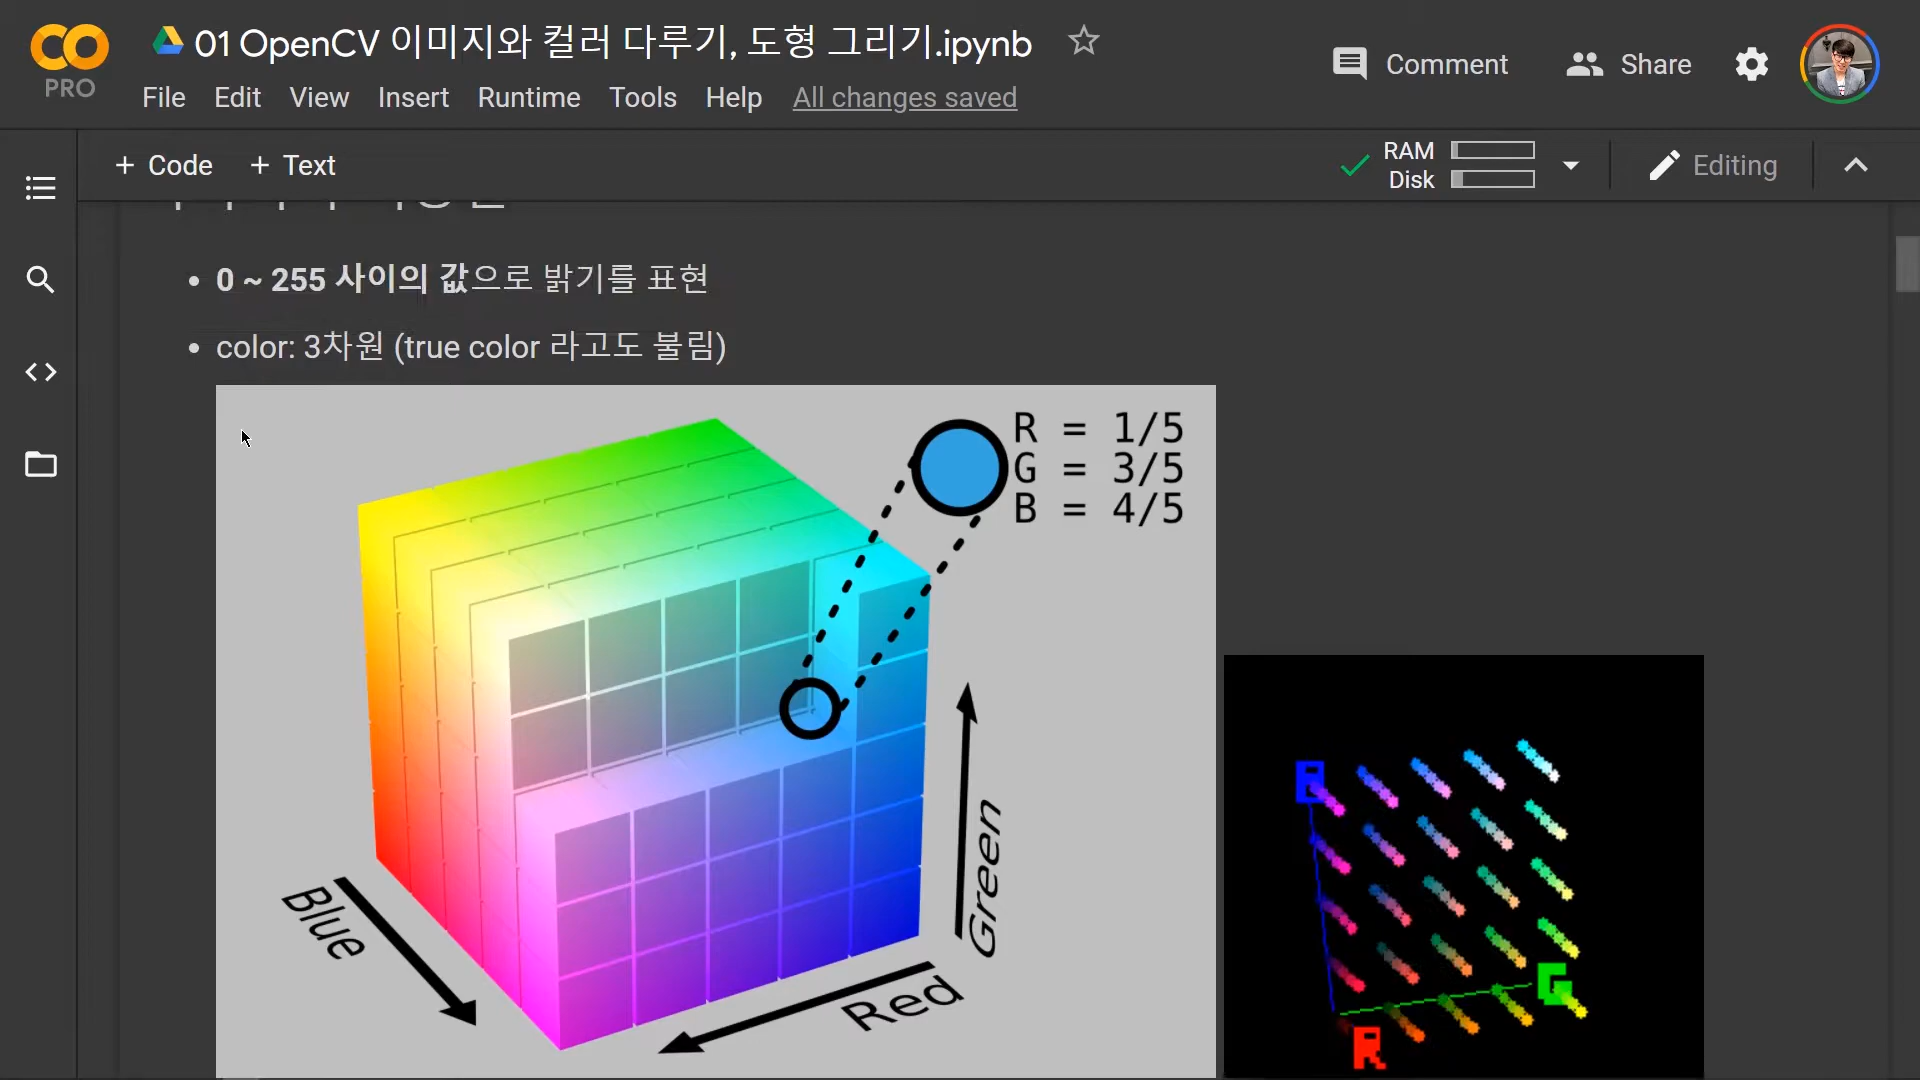 PRO
01 OpenCV 이미지와 컬러 다루기, 도형 그리기.ipynb
File Edit View Insert Runtime Tools Help All changes saved
Comment
Share
+ Code + Text
RAM
Disk
Editing
0 ~ 255 사이의 값으로 밝기를 표현
color: 3차원 (true color 라고도 불림)
R = 1/5
G = 3/5
B = 4/5
Blue
Red
Green
B
G
R